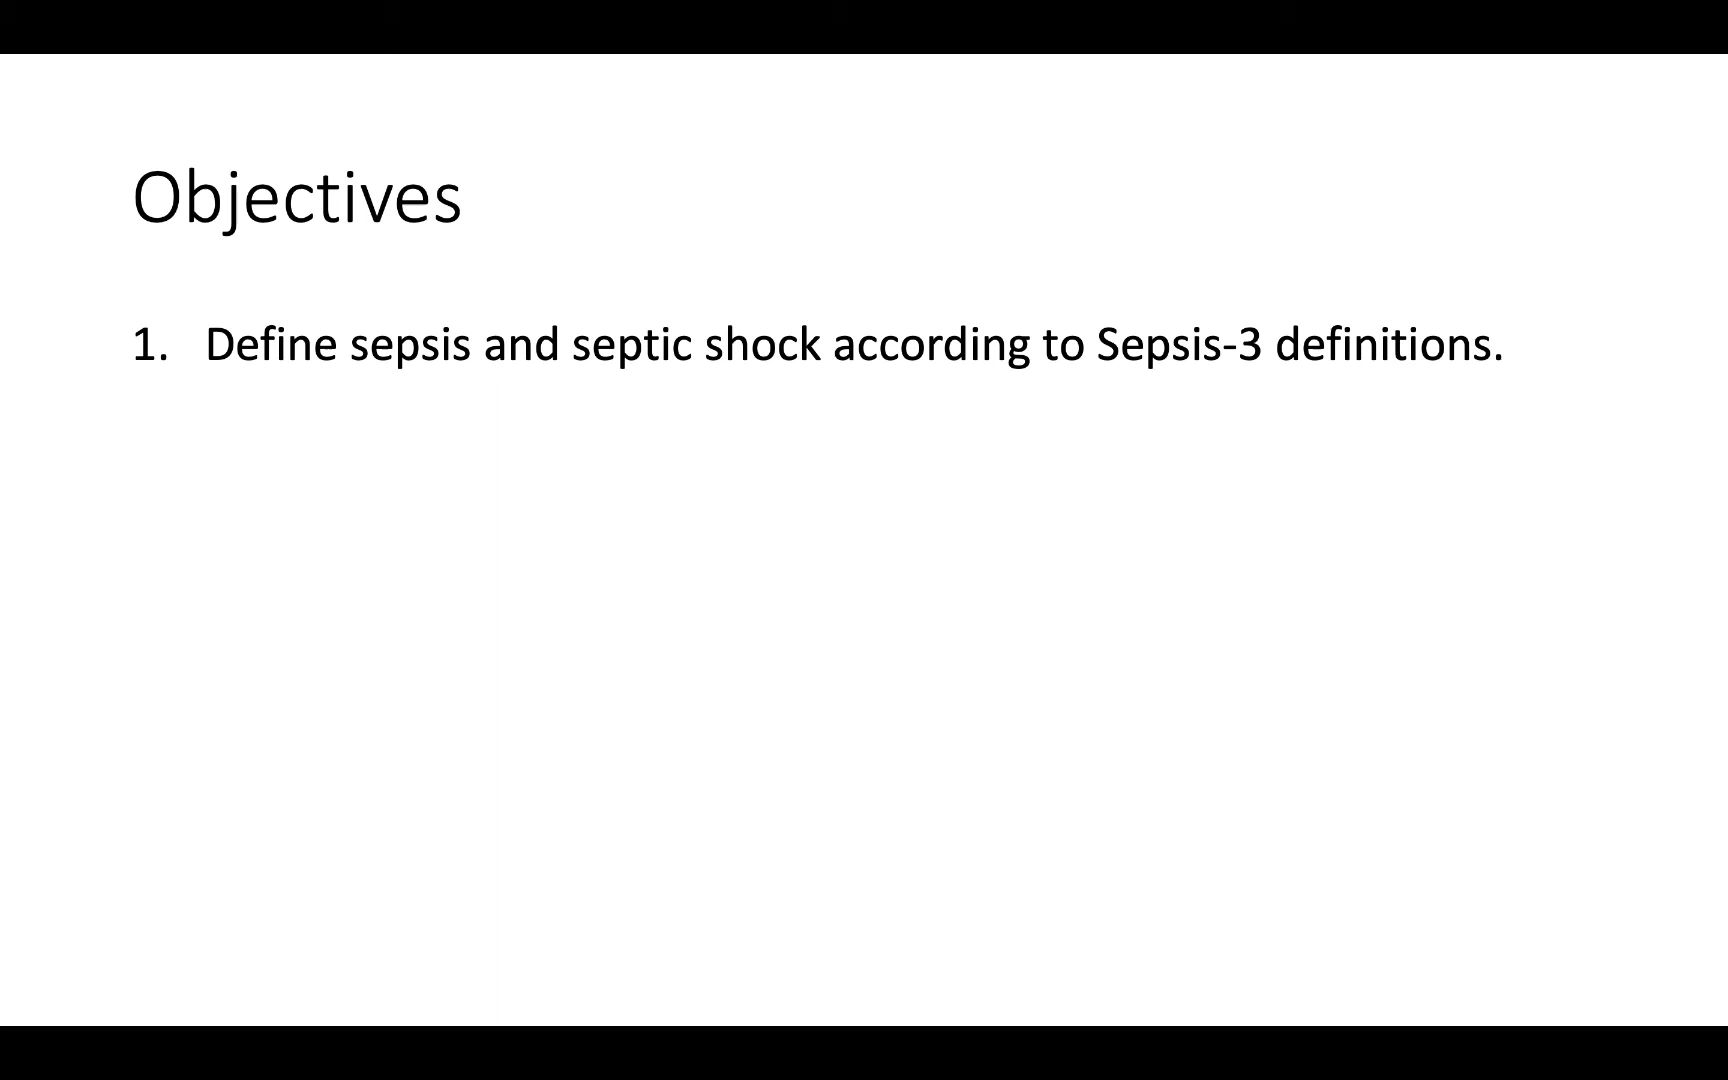 Objectives
1. Define sepsis and septic shock according to Sepsis-3 definitions.